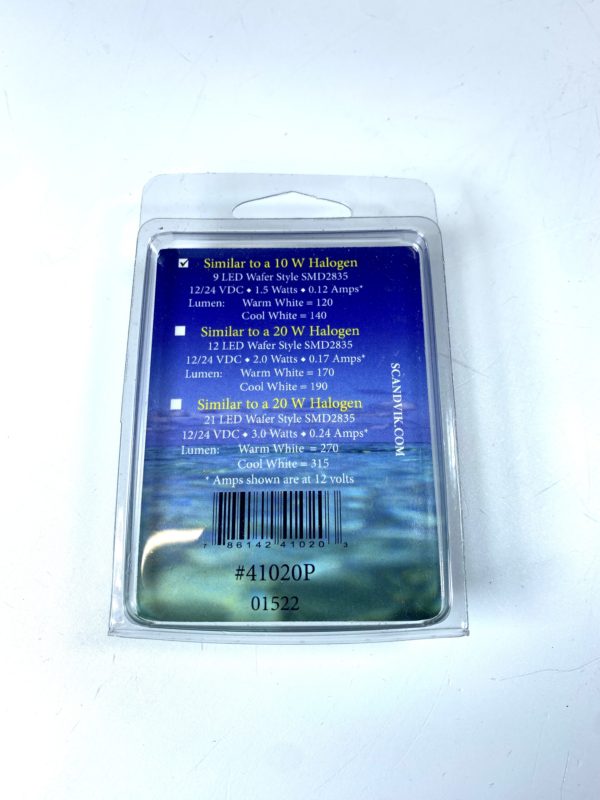 Similar to a 10 W Halogen
9 LED Wafer Style SMD2835
12/24 VDC ⬥ 1.5 Watts ⬥ 0.12 Amps*
Lumen: Warm White = 120
Cool White = 140
Similar to a 20 W Halogen
12 LED Wafer Style SMD2835
12/24 VDC ⬥ 2.0 Watts ⬥ 0.17 Amps*
Lumen: Warm White = 170
Cool White = 190
Similar to a 20 W Halogen
21 LED Wafer Style SMD2835
12/24 VDC ⬥ 3.0 Watts ⬥ 0.24 Amps*
Lumen: Warm White = 270
Cool White = 315
* Amps shown are at 12 volts
SCANDVIK.COM
7 86142 41020 3
#41020P
01522